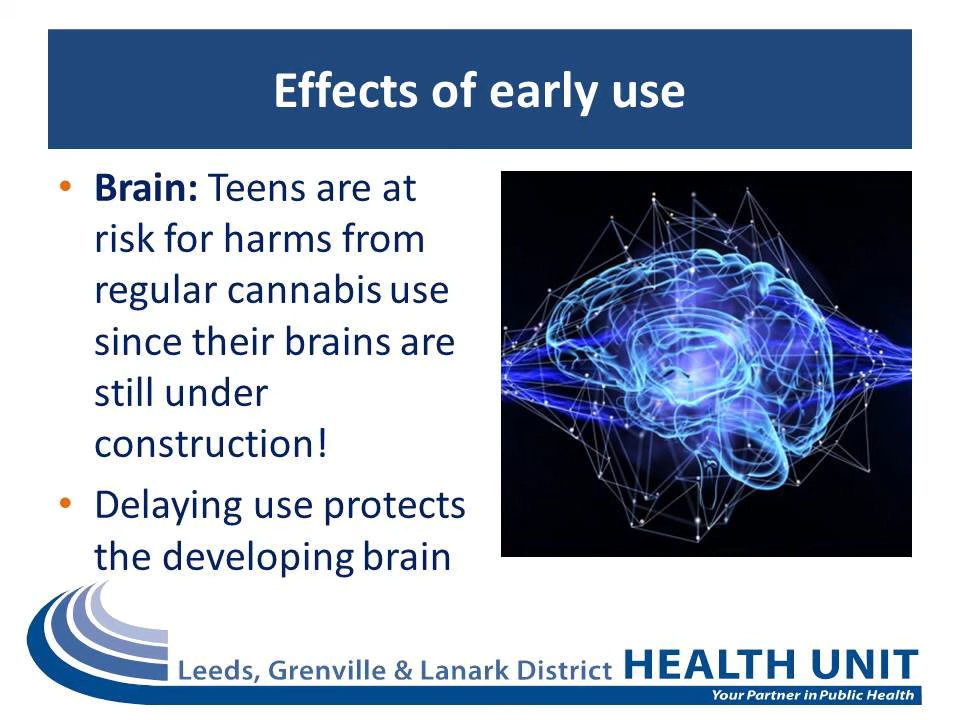 Effects of early use
• Brain: Teens are at
risk for harms from
regular cannabis use
since their brains are
still under
construction!
• Delaying use protects
the developing brain
Leeds, Grenville & Lanark District HEALTH UNIT
Your Partner in Public Health